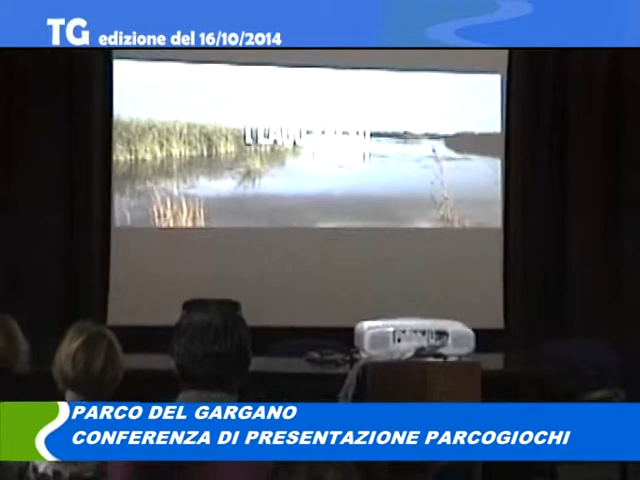 TG edizione del 16/10/2014
PARCO DEL GARGANO
CONFERENZA DI PRESENTAZIONE PARCOGIOCHI